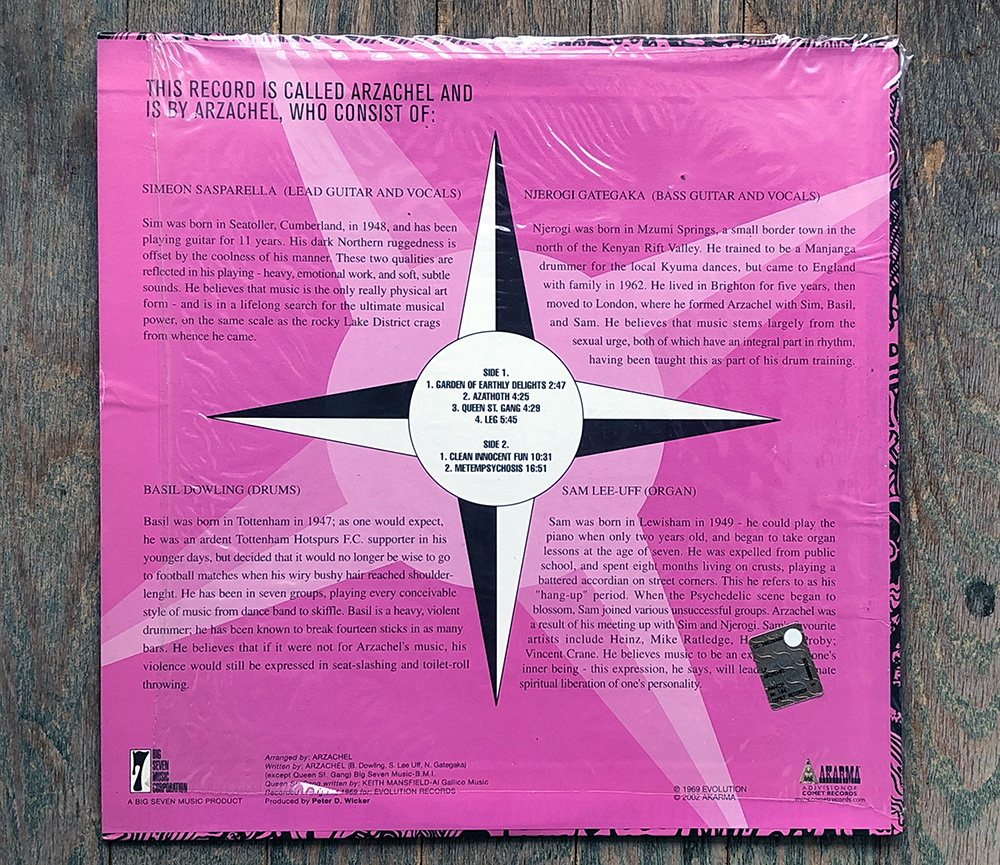 THIS RECORD IS CALLED ARZACHEL AND
IS BY ARZACHEL, WHO CONSIST OF:
SIMEON SASPARELLA (LEAD GUITAR AND VOCALS)
Sim was born in Seatoller, Cumberland, in 1948, and has been
playing guitar for 11 years. His dark Northern ruggedness is
offset by the coolness of his manner. These two qualities are
reflected in his playing - heavy, emotional work, and soft, subtle
sounds. He believes that music is the only really physical art
form - and is in a lifelong search for the ultimate musical
power, on the same scale as the rocky Lake District crags
from whence he came.
NJEROGI GATEGAKA (BASS GUITAR AND VOCALS)
Njerogi was born in Mzumi Springs, a small border town in the
north of the Kenyan Rift Valley. He trained to be a Manjanga
drummer for the local Kyuma dances, but came to England
with family in 1962. He lived in Brighton for five years, then
moved to London, where he formed Arzachel with Sim, Basil,
and Sam. He believes that music stems largely from the
sexual urge, both of which have an integral part in rhythm,
having been taught this as part of his drum training.
SIDE 1.
1. GARDEN OF EARTHLY DELIGHTS 2:47
2. AZATHOTH 4:25
3. QUEEN ST. GANG 4:29
4. LEG 5:45
SIDE 2.
1. CLEAN INNOCENT FUN 10:31
2. METEMPSYCHOSIS 16:51
BASIL DOWLING (DRUMS)
Basil was born in Tottenham in 1947; as one would expect,
he was an ardent Tottenham Hotspurs F.C. supporter in his
younger days, but decided that it would no longer be wise to go
to football matches when his wiry bushy hair reached shoulder-
lenght. He has been in seven groups, playing every conceivable
style of music from dance band to skiffle. Basil is a heavy, violent
drummer; he has been known to break fourteen sticks in as many
bars. He believes that if it were not for Arzachel's music, his
violence would still be expressed in seat-slashing and toilet-roll
throwing.
SAM LEE-UFF (ORGAN)
Sam was born in Lewisham in 1949 - he could play the
piano when only two years old, and began to take organ
lessons at the age of seven. He was expelled from public
school, and spent eight months living on crusts, playing a
battered accordian on street corners. This he refers to as his
"hang-up" period. When the Psychedelic scene began to
blossom, Sam joined various unsuccessful groups. Arzachel was
a result of his meeting up with Sim and Njerogi. Sam's
artists include Heinz, Mike Ratledge,
Vincent Crane. He believes music to be an one's
inner being - this expression, he says, will lead
spiritual liberation of one's personality.
7
BIG
SEVEN
MUSIC
CORPORATION
A BIG SEVEN MUSIC PRODUCT
Arranged by: ARZACHEL
Written by: ARZACHEL (B. Dowling, S. Lee Uff, N. Gategaka)
(except Queen St. Gang) Big Seven Music-B.M.I.
Queen written by: KEITH MANSFIELD-Al Gallico Music
1969 for: EVOLUTION RECORDS
Produced by Peter D. Wicker
© 1969 EVOLUTION
© 2002 AKARMA
AKARMA
A DIVISION OF
COMET RECORDS
www.cometrecords.com